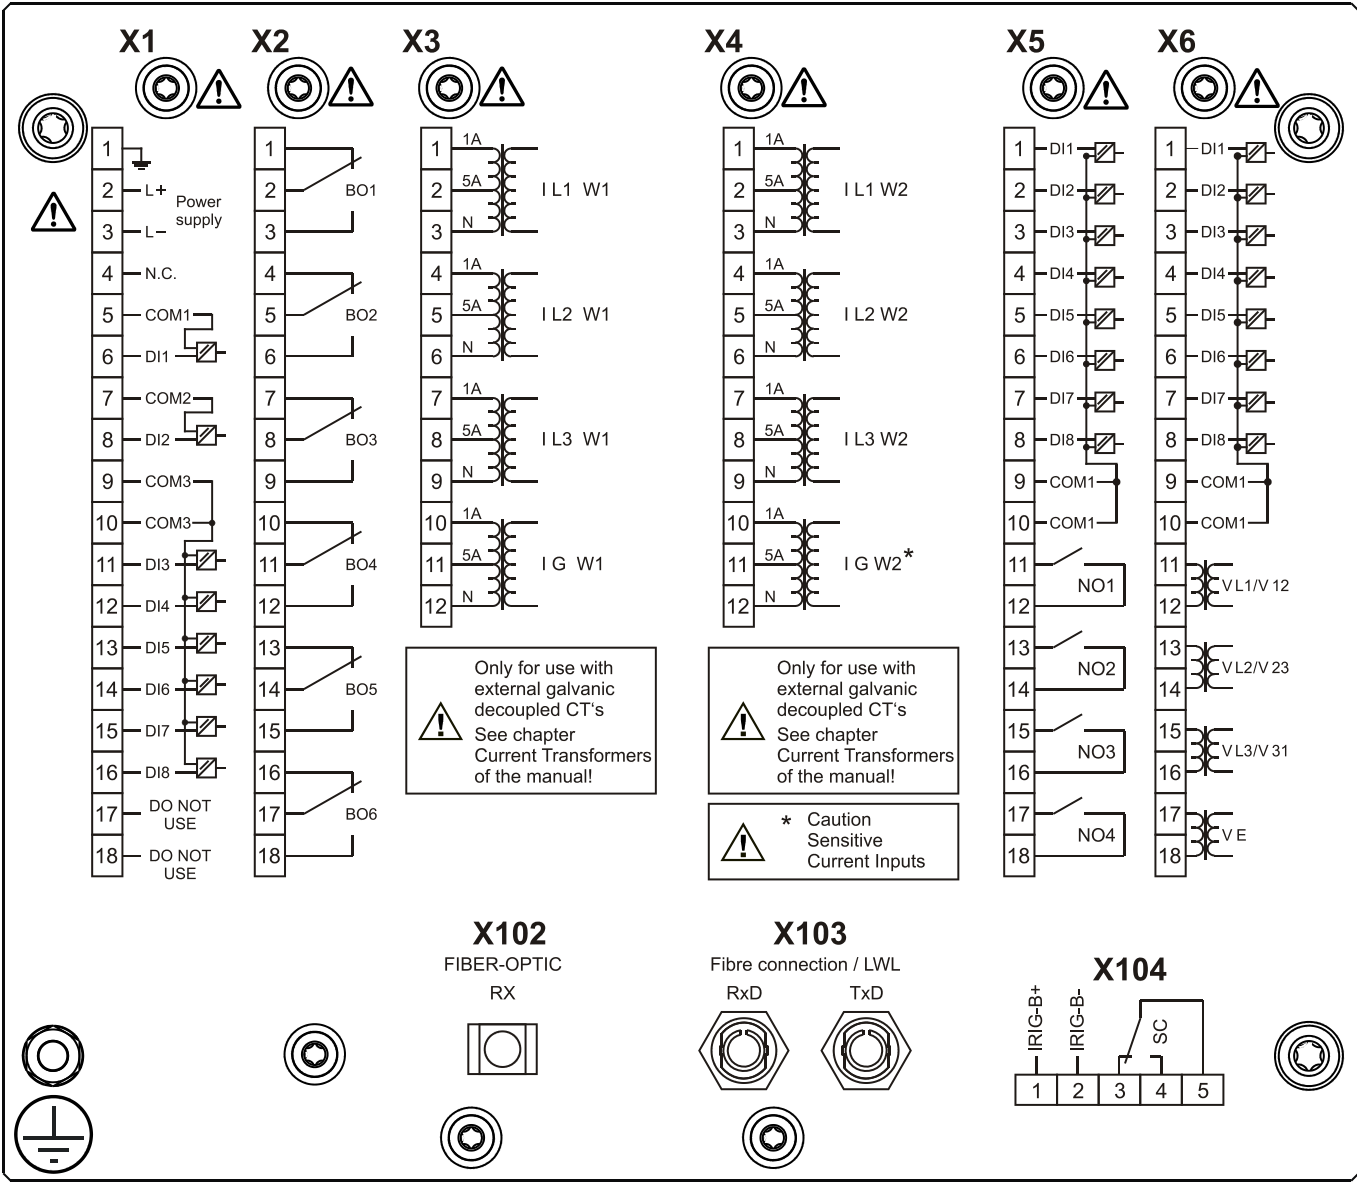 X1
1
2 L+
Power
supply
3 L−
4 N.C.
5 COM1
6 DI1
7 COM2
8 DI2
9 COM3
10 COM3
11 DI3
12 DI4
13 DI5
14 DI6
15 DI7
16 DI8
17 DO NOT
USE
18 DO NOT
USE
X2
1
2 BO1
3
4
5 BO2
6
7
8 BO3
9
10
11 BO4
12
13
14 BO5
15
16
17 BO6
18
X3
1 1A
2 5A I L1 W1
3 N
4 1A
5 5A I L2 W1
6 N
7 1A
8 5A I L3 W1
9 N
10 1A
11 5A I G W1
12 N
! Only for use with
external galvanic
decoupled CT‘s
See chapter
Current Transformers
of the manual!
X4
1 1A
2 5A I L1 W2
3 N
4 1A
5 5A I L2 W2
6 N
7 1A
8 5A I L3 W2
9 N
10 1A
11 5A I G W2*
12 N
! Only for use with
external galvanic
decoupled CT‘s
See chapter
Current Transformers
of the manual!
! * Caution
Sensitive
Current Inputs
X5
1 DI1
2 DI2
3 DI3
4 DI4
5 DI5
6 DI6
7 DI7
8 DI8
9 COM1
10 COM1
11
NO1
12
13
NO2
14
15
NO3
16
17
NO4
18
X6
1 DI1
2 DI2
3 DI3
4 DI4
5 DI5
6 DI6
7 DI7
8 DI8
9 COM1
10 COM1
11
V L1/V 12
12
13
V L2/V 23
14
15
V L3/V 31
16
17
V E
18
X102
FIBER-OPTIC
RX
X103
Fibre connection / LWL
RxD TxD
X104
IRIG-B+
IRIG-B-
SC
1 2 3 4 5